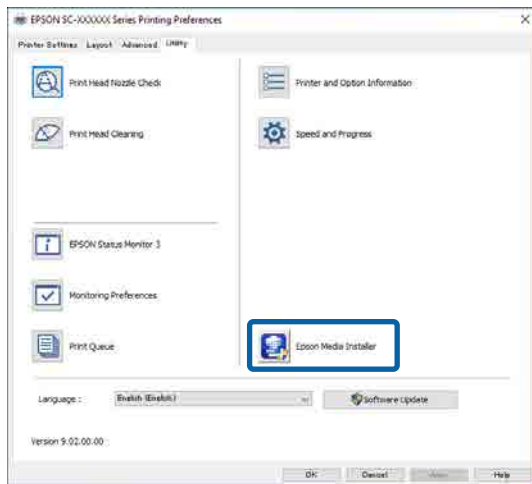 EPSON SC-XXXXXX Series Printing Preferences
Printer Settings Layout Advanced Utility
Print Head Nozzle Check
Printer and Option Information
Print Head Cleaning
Speed and Progress
EPSON Status Monitor 3
Monitoring Preferences
Print Queue
Epson Media Installer
Language : English (English)
Software Update
Version 9.02.00.00
OK Cancel Help